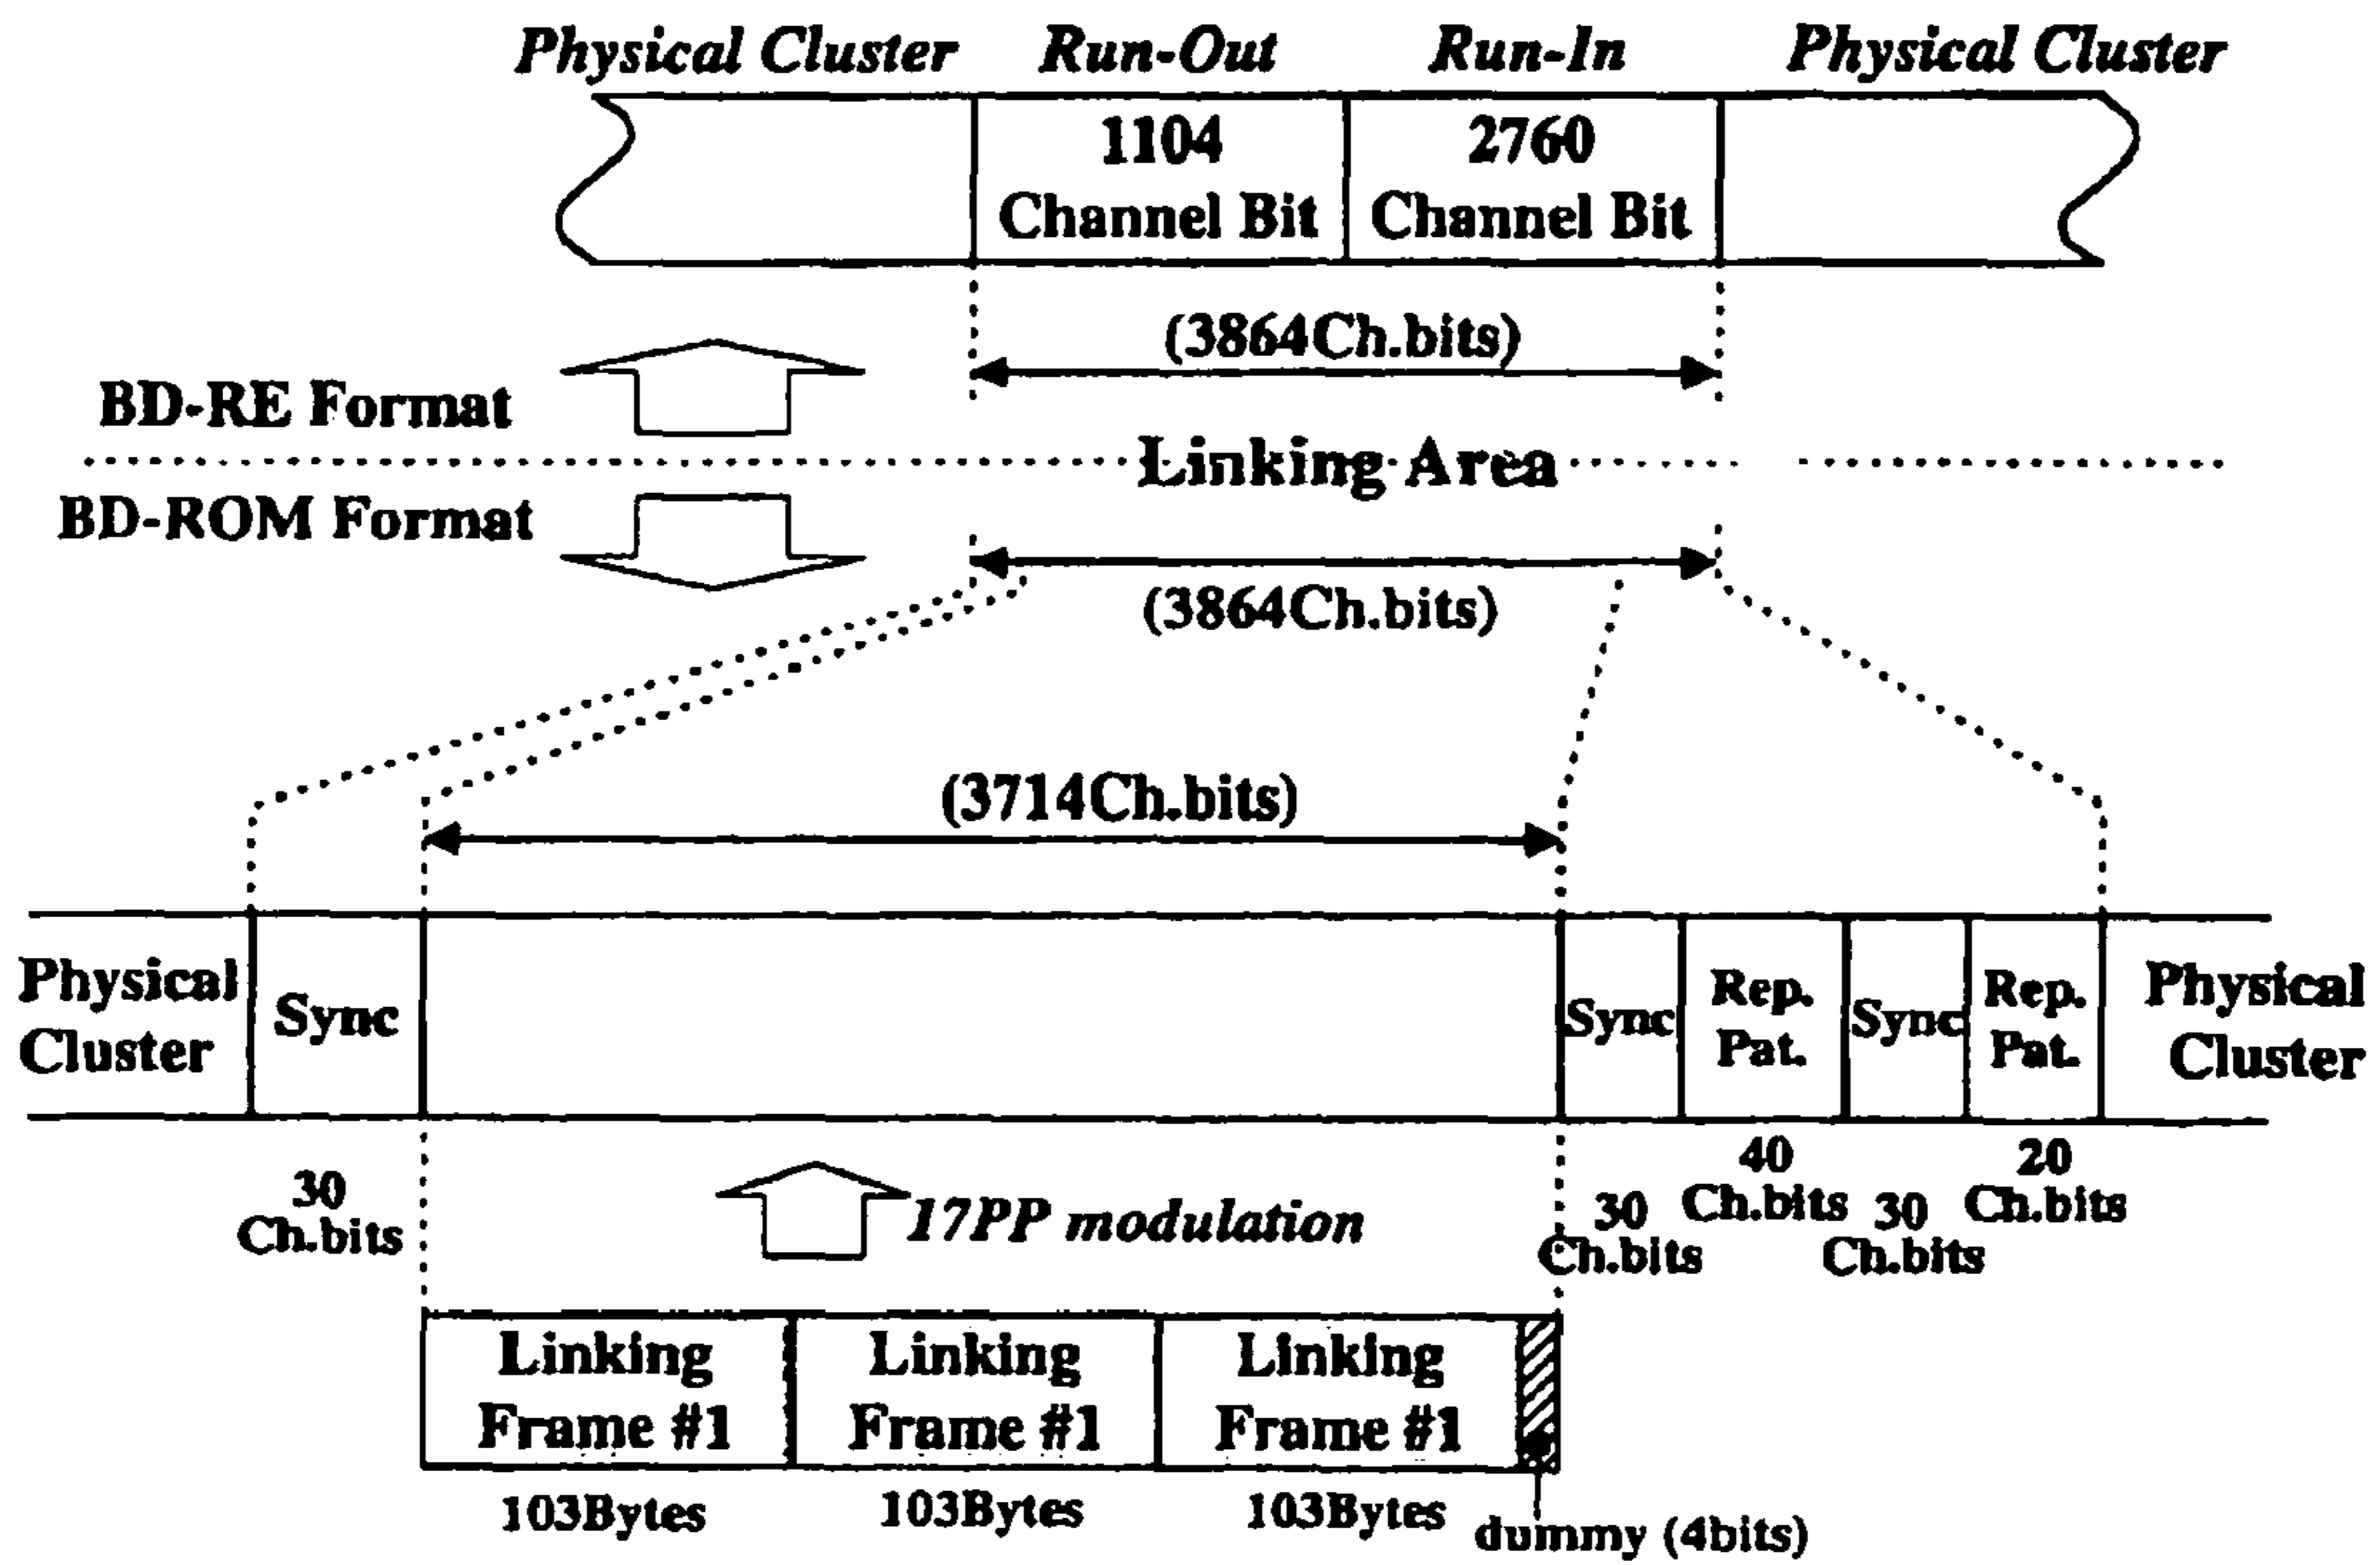 Physical Cluster Run-Out Run-In Physical Cluster
1104 2760
Channel Bit Channel Bit
(3864Ch.bits)
BD-RE Format
Linking Area
BD-ROM Format
(3864Ch.bits)
(3714Ch.bits)
Physical Cluster
Sync
Sync
Rep. Pat.
Sync
Rep. Pat.
Physical Cluster
30 Ch.bits
17PP modulation
30 Ch.bits
40 Ch.bits
30 Ch.bits
20 Ch.bits
Linking Linking Linking
Frame #1 Frame #1 Frame #1
103Bytes 103Bytes 103Bytes
dummy (4bits)